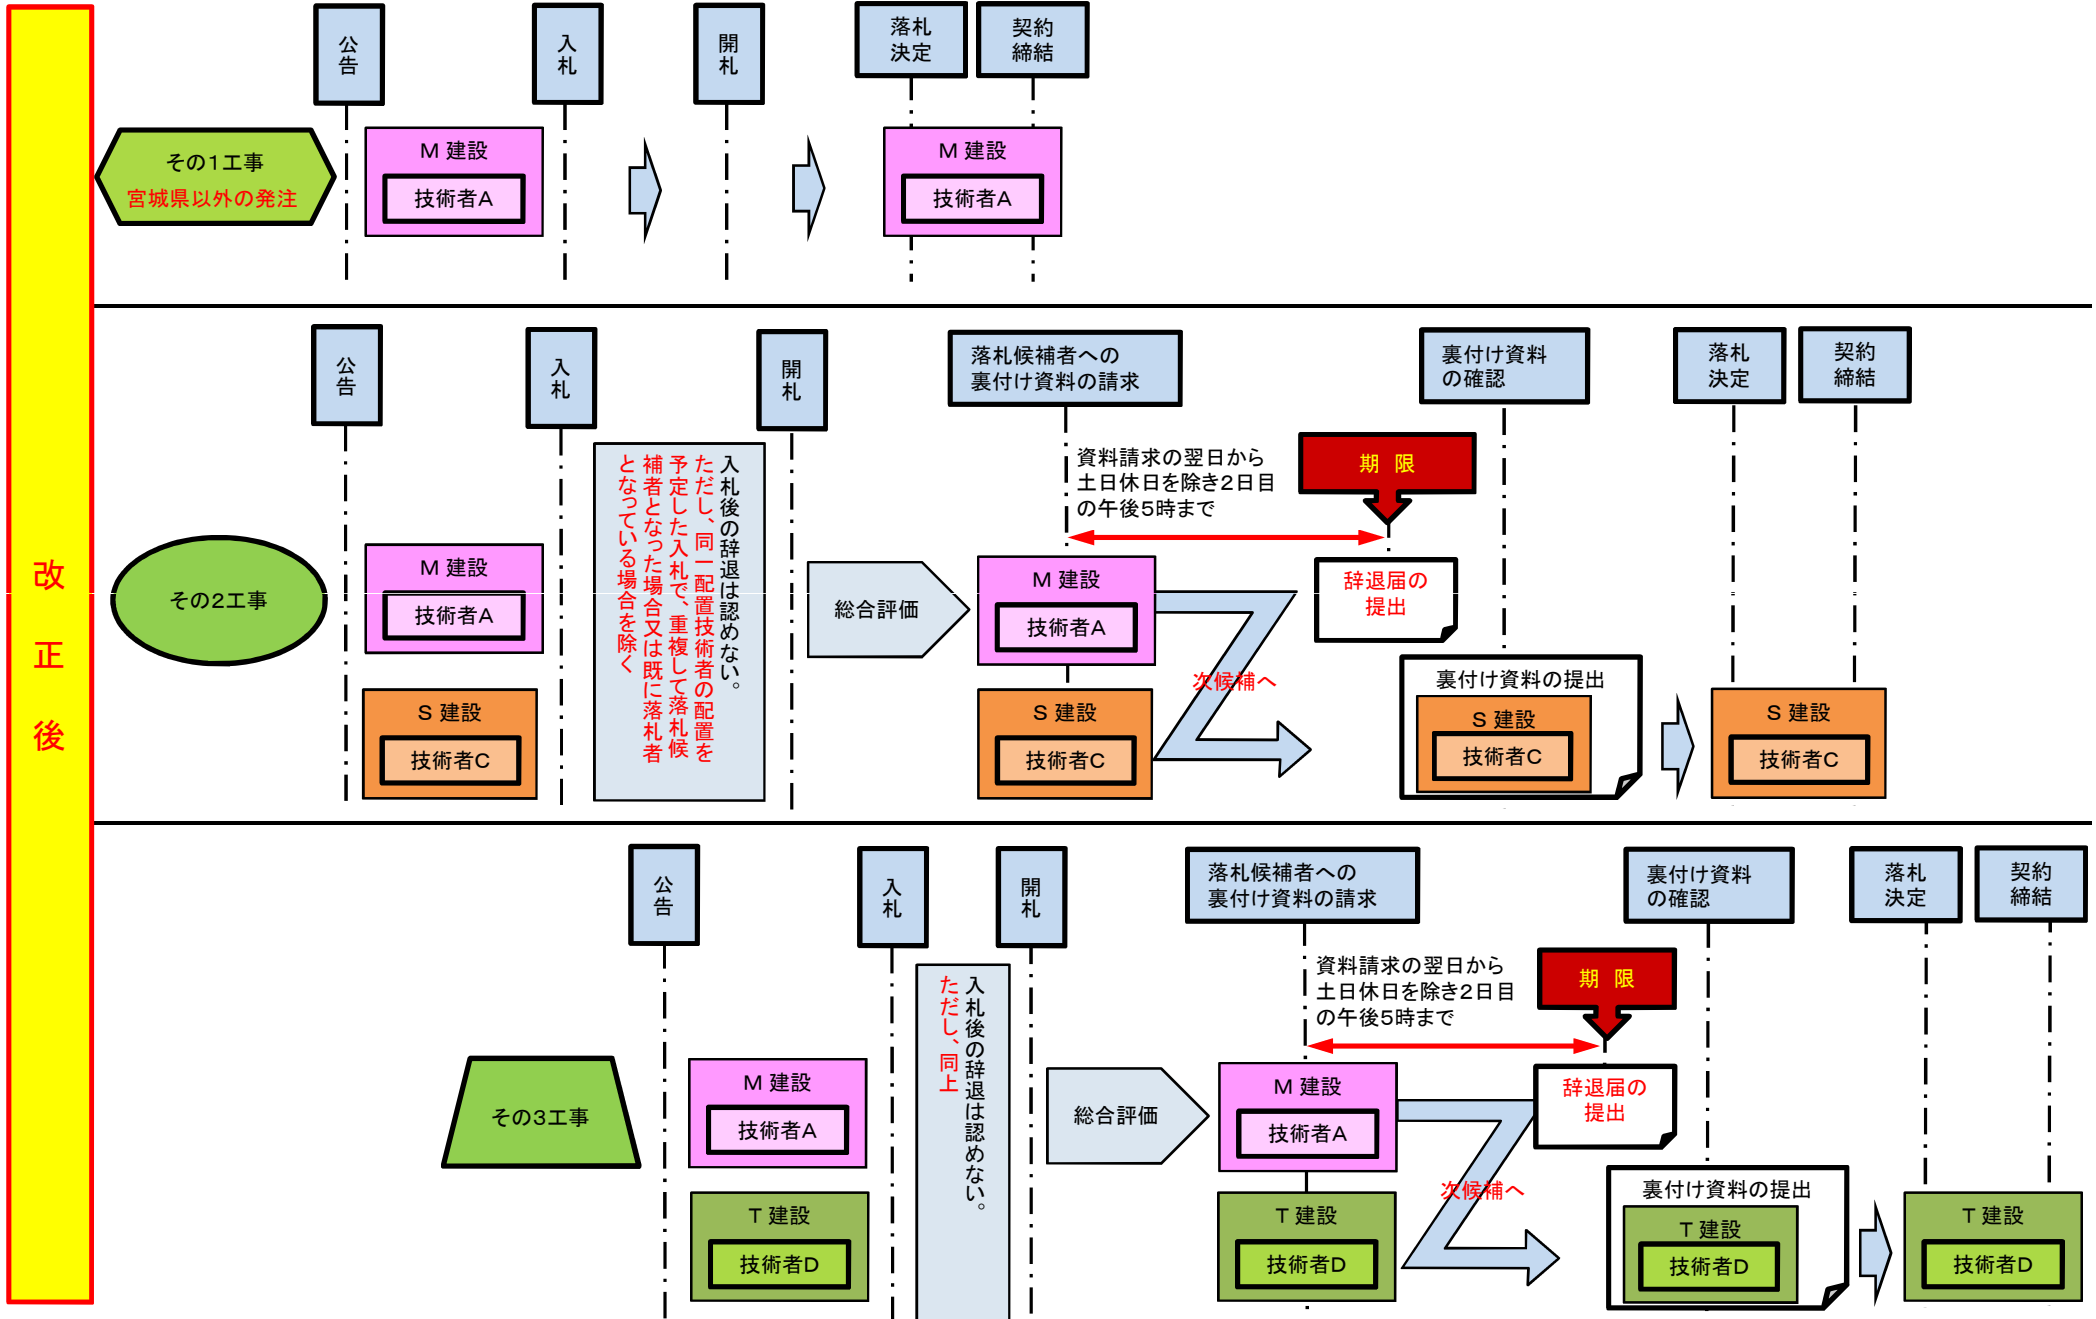 改正後
公告
入札
開札
落札
決定
契約
締結
その1工事
宮城県以外の発注
M 建設
技術者A
M 建設
技術者A
公告
入札
開札
落札候補者への
裏付け資料の請求
裏付け資料
の確認
落札
決定
契約
締結
資料請求の翌日から
土日休日を除き2日目
の午後5時まで
期 限
入札後の辞退は認めない。
ただし、同一配置技術者の配置を
予定した入札で、重複して落札候
補者となった場合又は既に落札者
となっている場合を除く
その2工事
M 建設
技術者A
S 建設
技術者C
総合評価
M 建設
技術者A
S 建設
技術者C
次候補へ
辞退届の
提出
裏付け資料の提出
S 建設
技術者C
S 建設
技術者C
公告
入札
開札
落札候補者への
裏付け資料の請求
裏付け資料
の確認
落札
決定
契約
締結
資料請求の翌日から
土日休日を除き2日目
の午後5時まで
期 限
入札後の辞退は認めない。
ただし、同上
その3工事
M 建設
技術者A
T 建設
技術者D
総合評価
M 建設
技術者A
T 建設
技術者D
次候補へ
辞退届の
提出
裏付け資料の提出
T 建設
技術者D
T 建設
技術者D